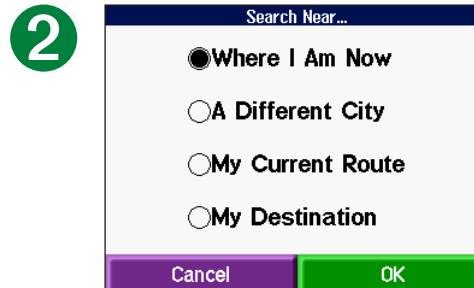 2
Search Near...
Where I Am Now
A Different City
My Current Route
My Destination
Cancel OK